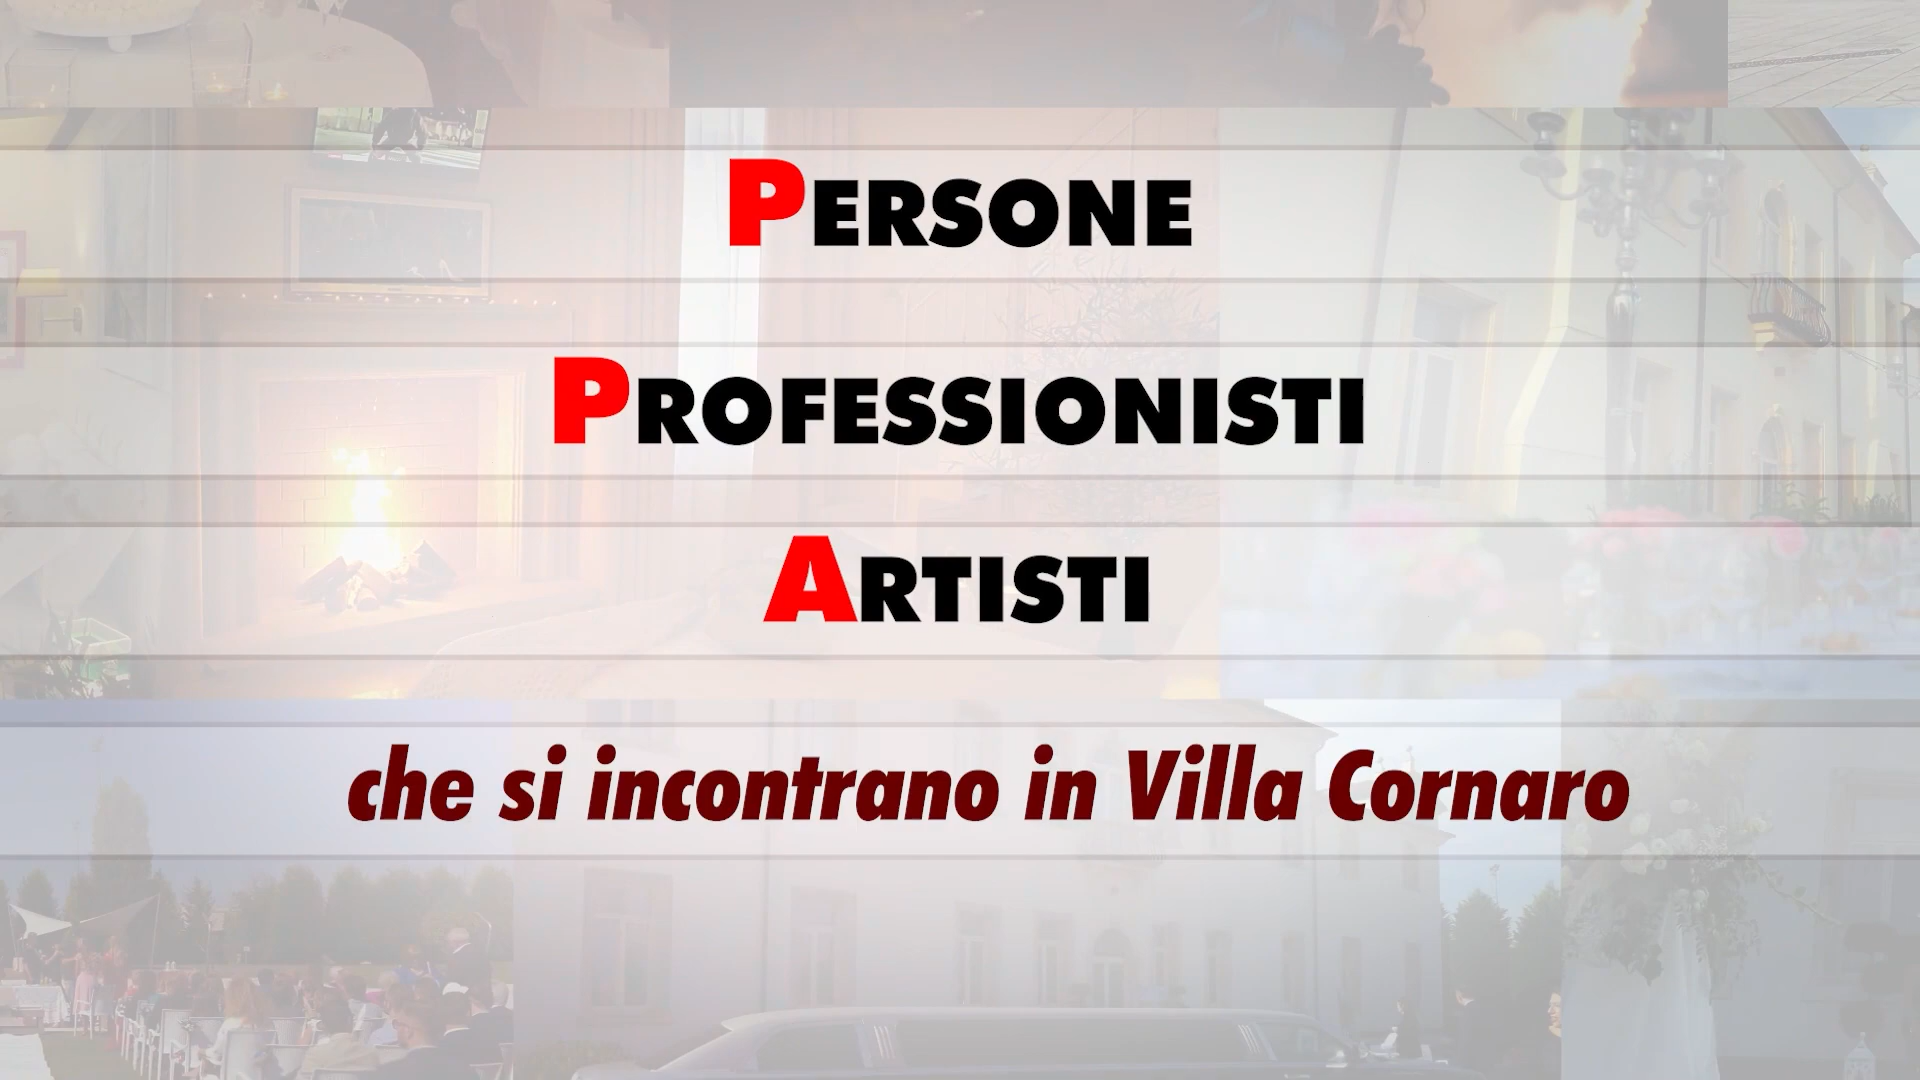 PERSONE
PROFESSIONISTI
ARTISTI
che si incontrano in Villa Cornaro